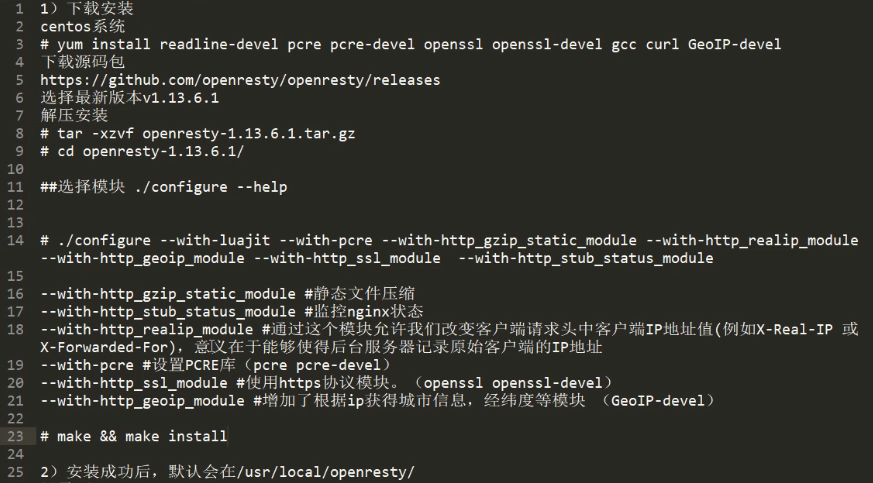 1 1）下载安装
2 centos系统
3 # yum install readline-devel pcre pcre-devel openssl openssl-devel gcc curl GeoIP-devel
4 下载源码包
5 https://github.com/openresty/openresty/releases
6 选择最新版本v1.13.6.1
7 解压安装
8 # tar -xzvf openresty-1.13.6.1.tar.gz
9 # cd openresty-1.13.6.1/
10
11 ##选择模块 ./configure --help
12
13
14 # ./configure --with-luajit --with-pcre --with-http_gzip_static_module --with-http_realip_module
--with-http_geoip_module --with-http_ssl_module  --with-http_stub_status_module
15
16 --with-http_gzip_static_module #静态文件压缩
17 --with-http_stub_status_module #监控nginx状态
18 --with-http_realip_module #通过这个模块允许我们改变客户端请求头中客户端IP地址值(例如X-Real-IP 或
X-Forwarded-For)，意义在于能够使得后台服务器记录原始客户端的IP地址
19 --with-pcre #设置PCRE库（pcre pcre-devel）
20 --with-http_ssl_module #使用https协议模块。（openssl openssl-devel）
21 --with-http_geoip_module #增加了根据ip获得城市信息，经纬度等模块 （GeoIP-devel）
22
23 # make && make install
24
25 2）安装成功后，默认会在/usr/local/openresty/